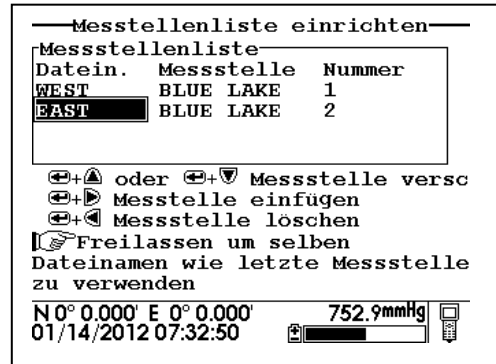 Messtellenliste einrichten
Messstellenliste
Datein. Messstelle Nummer
WEST BLUE LAKE 1
EAST BLUE LAKE 2
+ oder + Messstelle versc
+ Messtelle einfügen
+ Messstelle löschen
Freilassen um selben
Dateinamen wie letzte Messstelle
zu verwenden
N 0° 0.000' E 0° 0.000' 752.9mmHg
01/14/2012 07:32:50